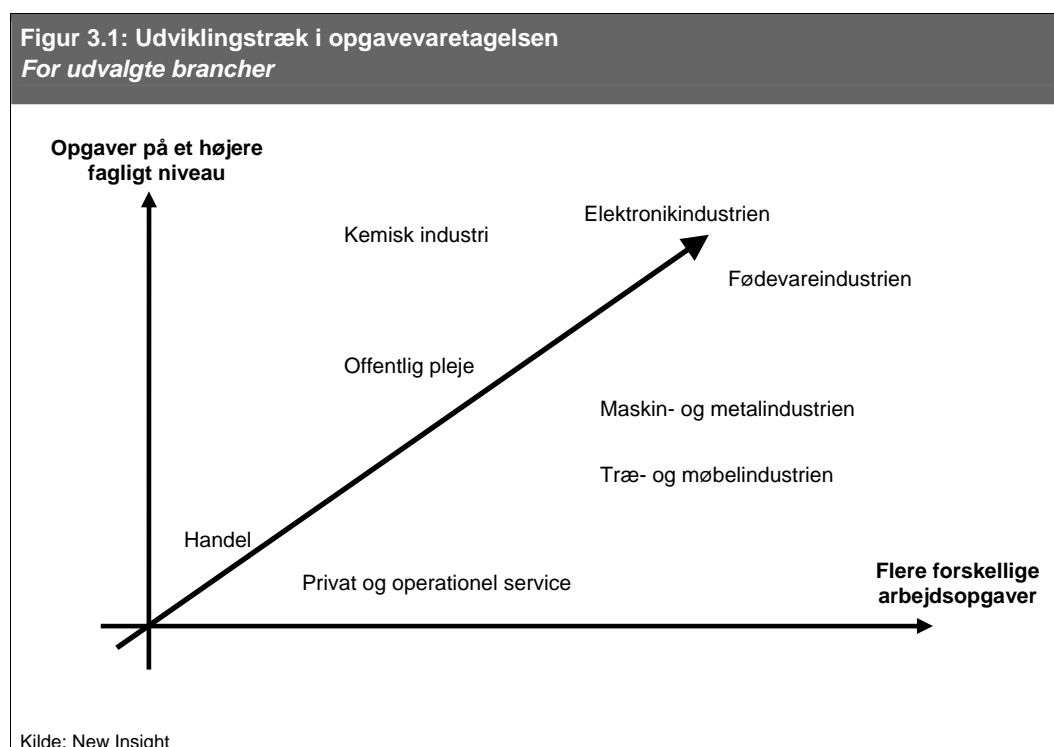 Figur 3.1: Udviklingstræk i opgavevaretagelsen
For udvalgte brancher
Opgaver på et højere
fagligt niveau
Elektronikindustrien
Kemisk industri
Fødevareindustrien
Offentlig pleje
Maskin- og metalindustrien
Træ- og møbelindustrien
Handel
Privat og operationel service
Flere forskellige
arbejdsopgaver
Kilde: New Insight